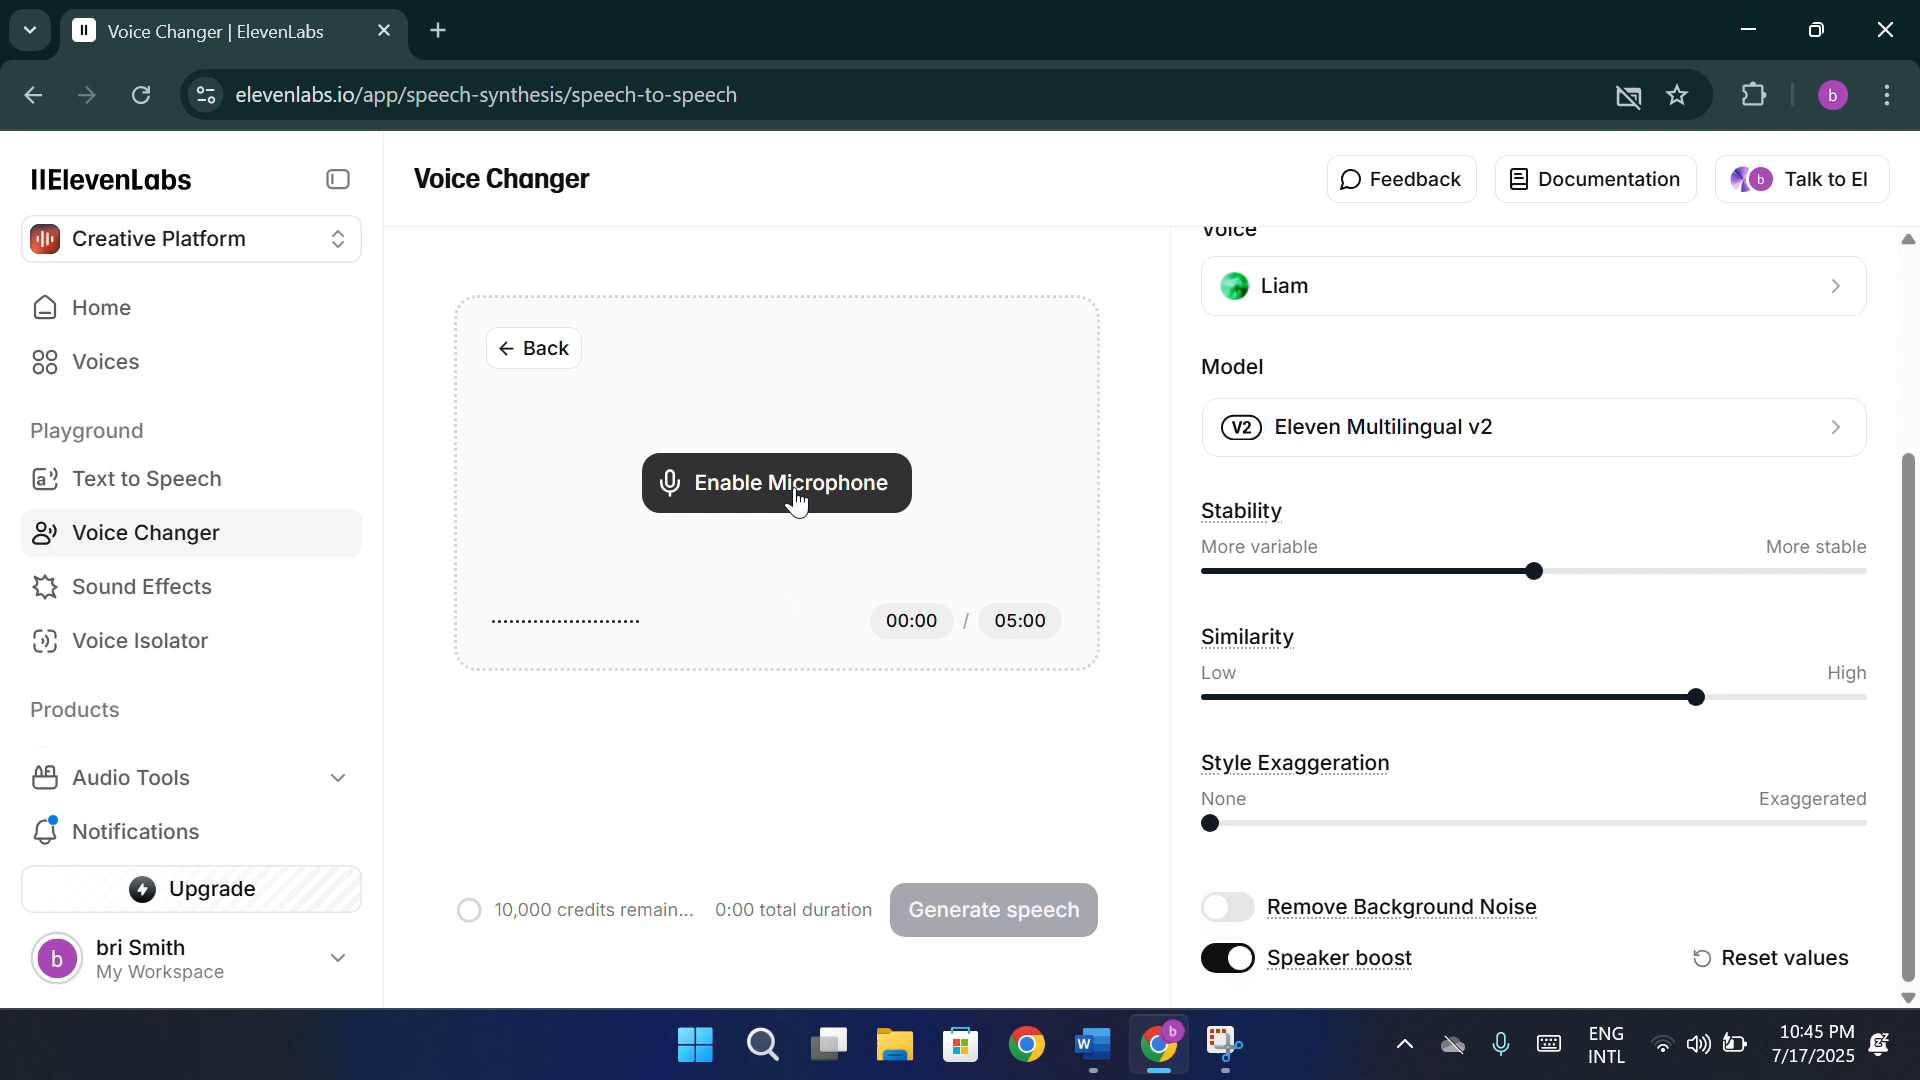 Voice Changer | ElevenLabs
elevenlabs.io/app/speech-synthesis/speech-to-speech
b
IIElevenLabs
Voice Changer
Feedback
Documentation
b
Talk to El
Creative Platform
Home
Voices
Playground
Text to Speech
Voice Changer
Sound Effects
Voice Isolator
Products
Audio Tools
Notifications
Upgrade
b
bri Smith
My Workspace
Back
Enable Microphone
00:00 / 05:00
10,000 credits remain...
0:00 total duration
Generate speech
Voice
Liam
Model
V2 Eleven Multilingual v2
Stability
More variable
More stable
Similarity
Low
High
Style Exaggeration
None
Exaggerated
Remove Background Noise
Speaker boost
Reset values
W
b
ENG
INTL
10:45 PM
7/17/2025